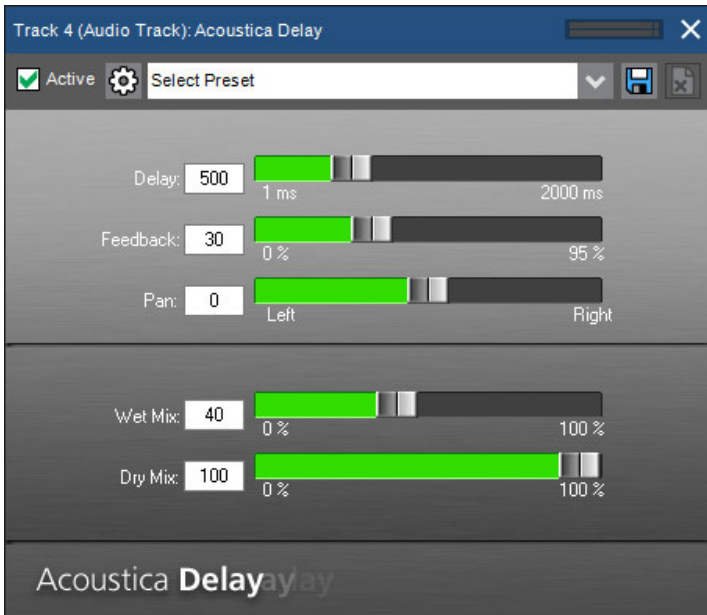 Track 4 (Audio Track): Acoustica Delay
Active Select Preset
Delay: 500
1 ms 2000 ms
Feedback: 30
0 % 95 %
Pan: 0
Left Right
Wet Mix: 40
0 % 100 %
Dry Mix: 100
0 % 100 %
Acoustica Delayaylay